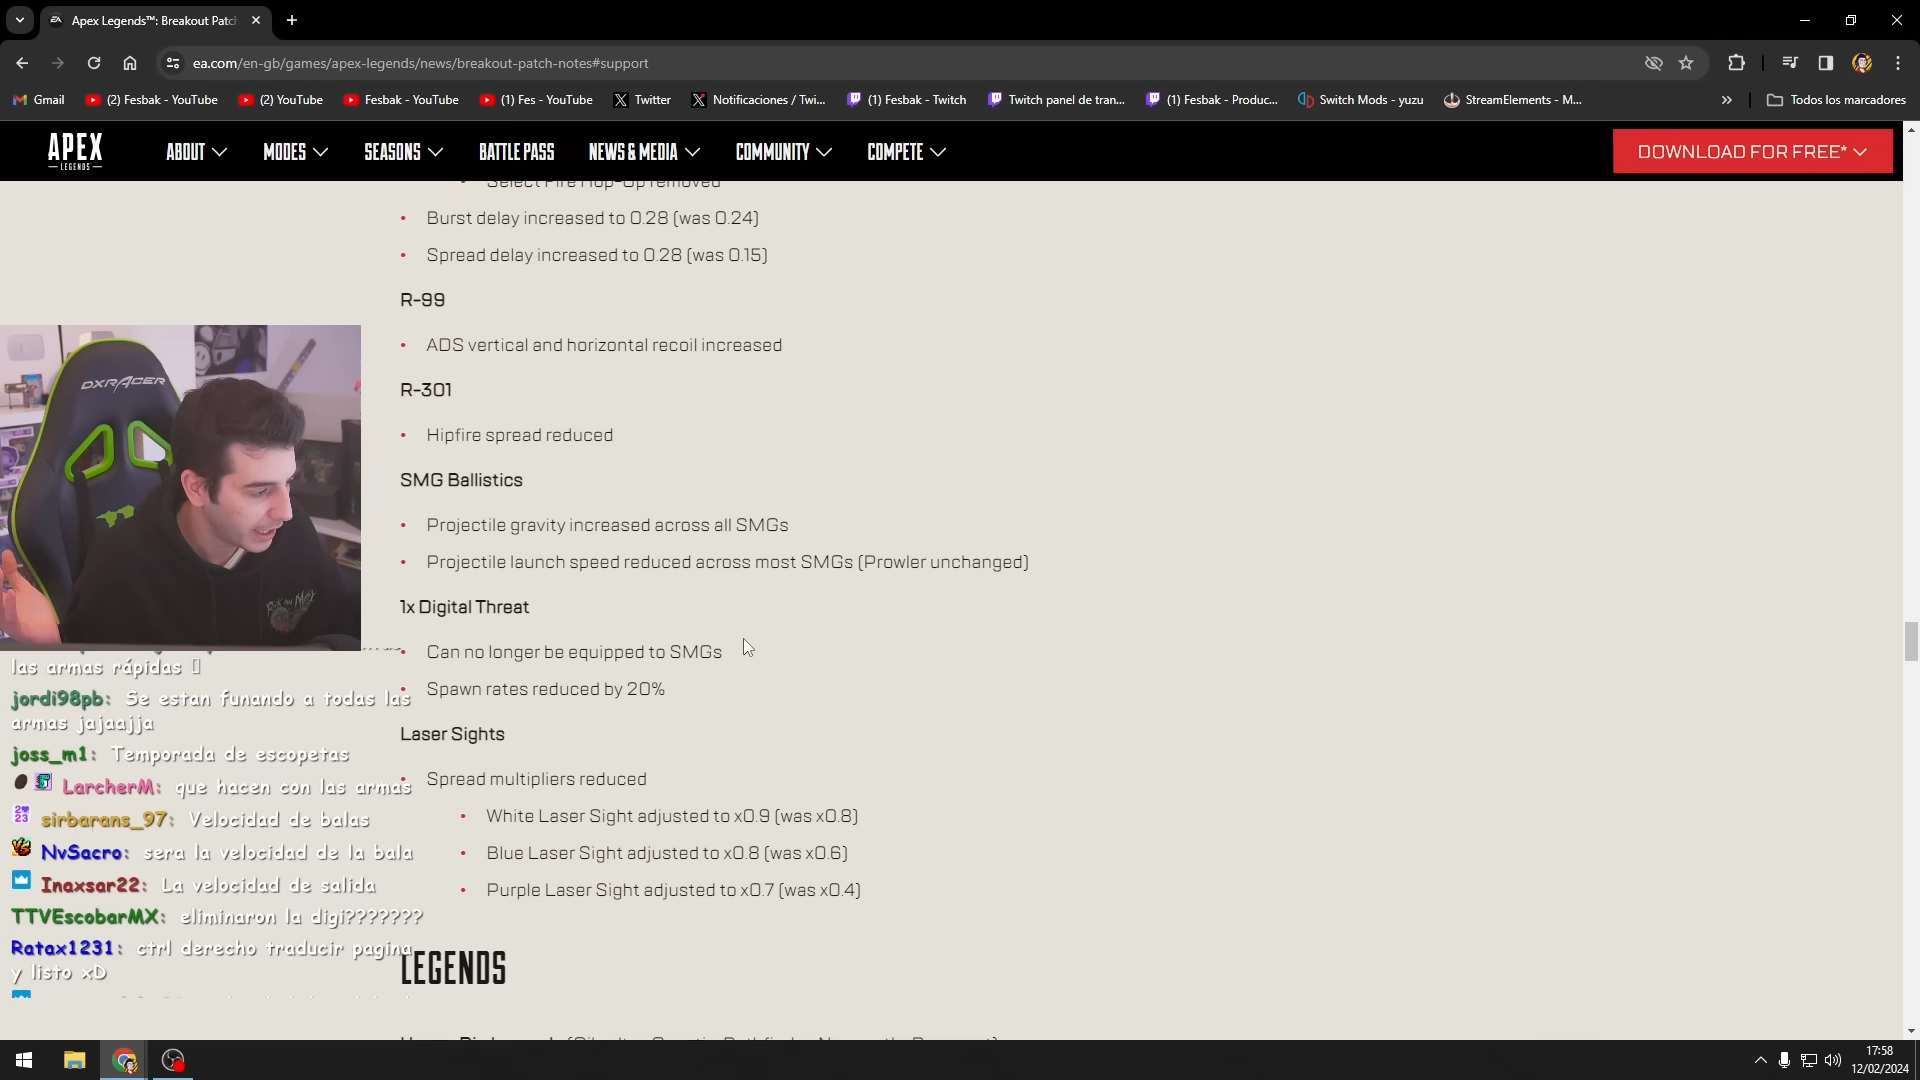 Apex Legends™: Breakout Patch
ea.com/en-gb/games/apex-legends/news/breakout-patch-notes#support
Gmail
(2) Fesbak - YouTube
(2) YouTube
Fesbak - YouTube
(1) Fes - YouTube
Twitter
Notificaciones / Twi...
(1) Fesbak - Twitch
Twitch panel de tran...
(1) Fesbak - Produc...
Switch Mods - yuzu
StreamElements - M...
»
Todos los marcadores
APEX
LEGENDS
ABOUT
MODES
SEASONS
BATTLE PASS
NEWS & MEDIA
COMMUNITY
COMPETE
DOWNLOAD FOR FREE*
Select Fire Hop-Up removed
Burst delay increased to 0.28 (was 0.24)
Spread delay increased to 0.28 (was 0.15)
R-99
ADS vertical and horizontal recoil increased
R-301
Hipfire spread reduced
SMG Ballistics
Projectile gravity increased across all SMGs
Projectile launch speed reduced across most SMGs (Prowler unchanged)
1x Digital Threat
Can no longer be equipped to SMGs
Spawn rates reduced by 20%
Laser Sights
Spread multipliers reduced
White Laser Sight adjusted to x0.9 (was x0.8)
Blue Laser Sight adjusted to x0.8 (was x0.6)
Purple Laser Sight adjusted to x0.7 (was x0.4)
LEGENDS
DXRACER
las armas rápidas
jordi98pb: Se estan funando a todas las
armas jajaajja
joss_m1: Temporada de escopetas
LarcherM: que hacen con las armas
sirbarans_97: Velocidad de balas
NvSacro: sera la velocidad de la bala
Inaxsar22: La velocidad de salida
TTVEscobarMX: eliminaron la digi???????
Ratax1231: ctrl derecho traducir pagina
y listo xD
17:58
12/02/2024